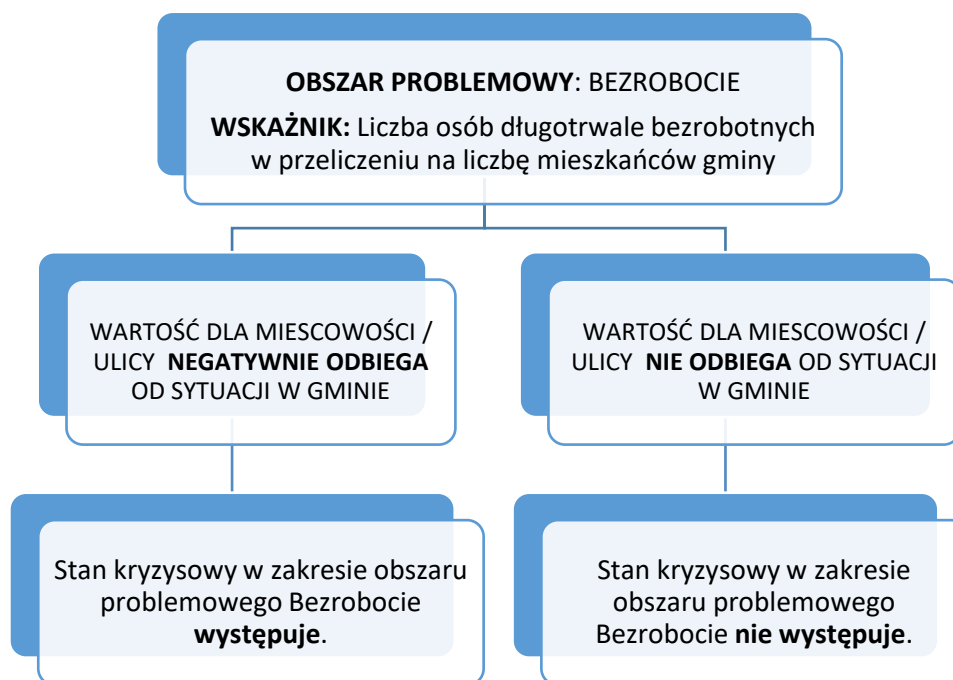 OBSZAR PROBLEMOWY: BEZROBOCIE
WSKAŹNIK: Liczba osób długotrwale bezrobotnych
w przeliczeniu na liczbę mieszkańców gminy
WARTOŚĆ DLA MIESCOWOŚCI /
ULICY NEGATYWNIE ODBIEGA
OD SYTUACJI W GMINIE
WARTOŚĆ DLA MIESCOWOŚCI /
ULICY NIE ODBIEGA OD SYTUACJI
W GMINIE
Stan kryzysowy w zakresie obszaru
problemowego Bezrobocie
występuje.
Stan kryzysowy w zakresie
obszaru problemowego
Bezrobocie nie występuje.